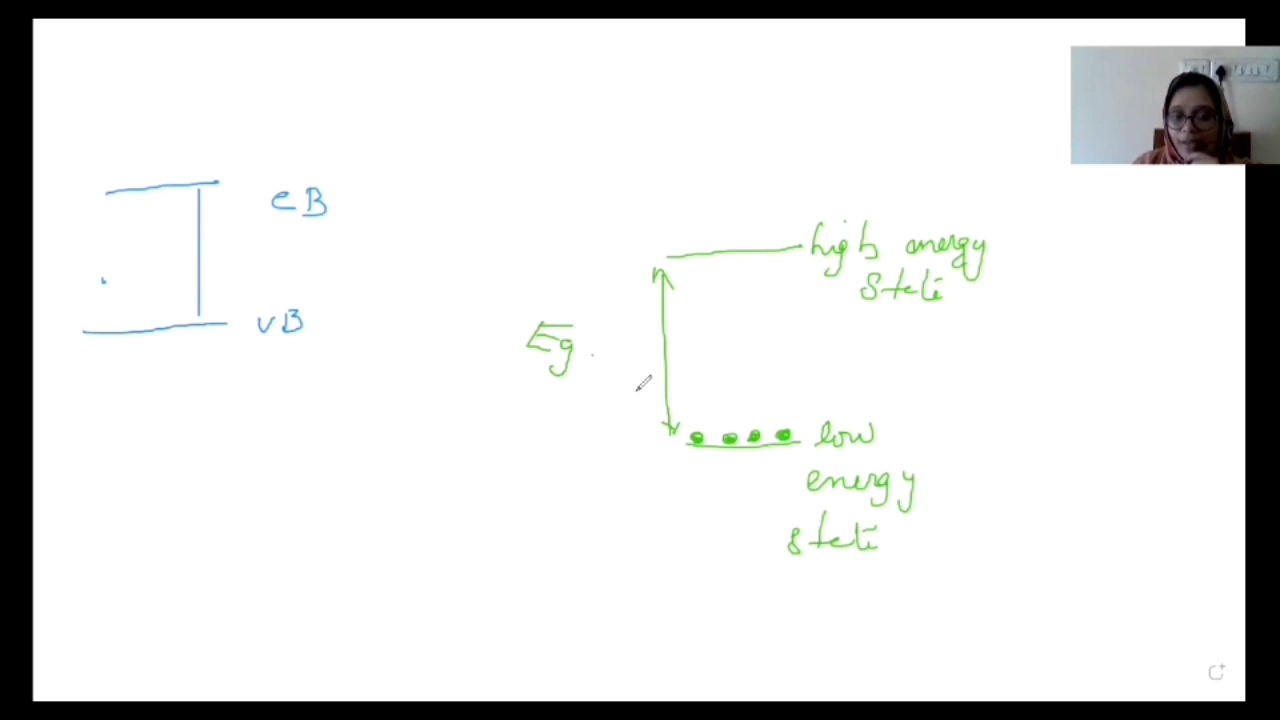 CB
VB
high energy
state
Eg
low
energy
state